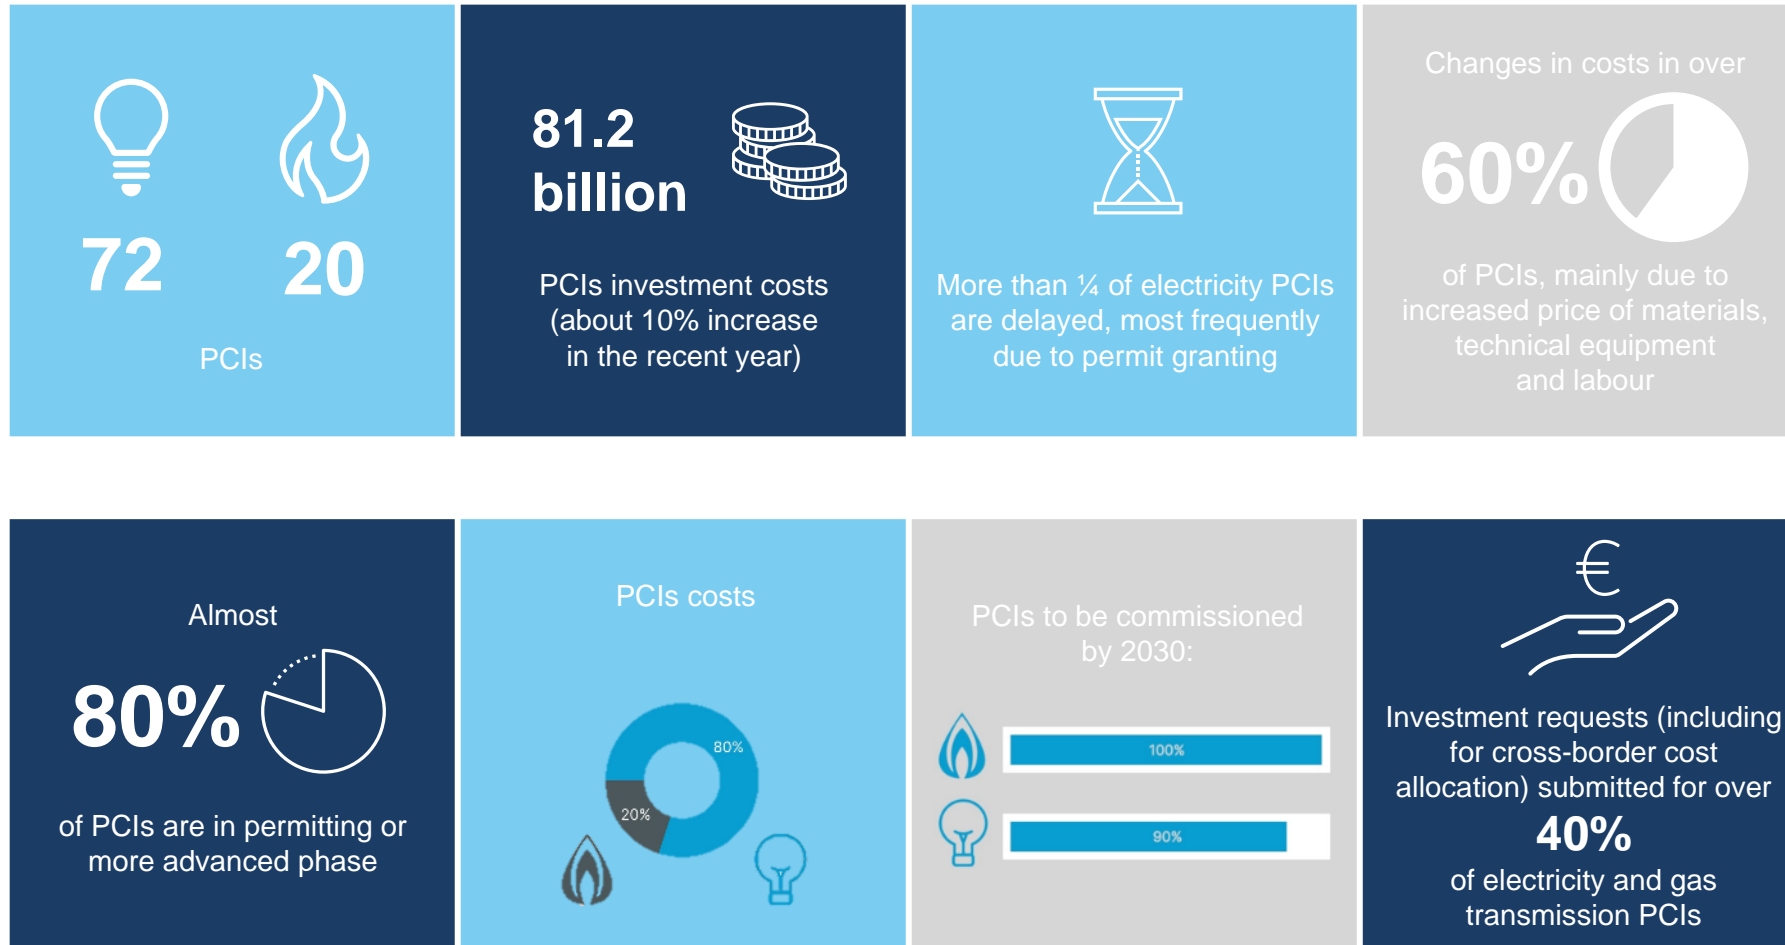 72
20
PCIs
81.2
billion
PCIs investment costs
(about 10% increase
in the recent year)
More than ¼ of electricity PCIs
are delayed, most frequently
due to permit granting
Changes in costs in over
60%
of PCIs, mainly due to
increased price of materials,
technical equipment
and labour
Almost
80%
of PCIs are in permitting or
more advanced phase
PCIs costs
80%
20%
PCIs to be commissioned
by 2030:
100%
90%
€
Investment requests (including
for cross-border cost
allocation) submitted for over
40%
of electricity and gas
transmission PCIs